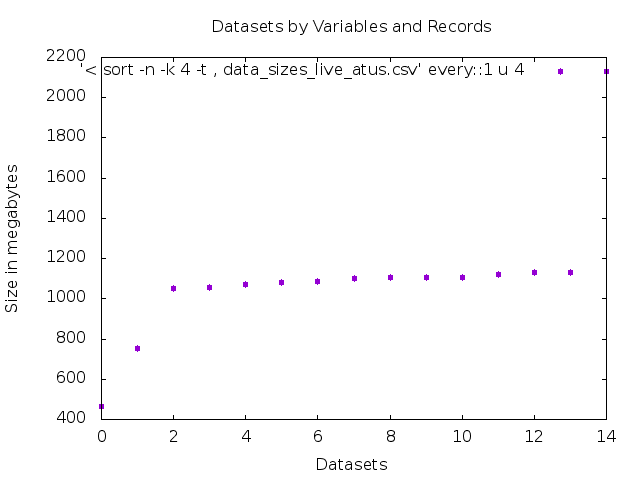 Datasets by Variables and Records
2200
'< sort -n -k 4 -t , data_sizes_live_atus.csv' every::1 u 4
2000
1800
1600
1400
1200
1000
800
600
400
Size in megabytes
0 2 4 6 8 10 12 14
Datasets